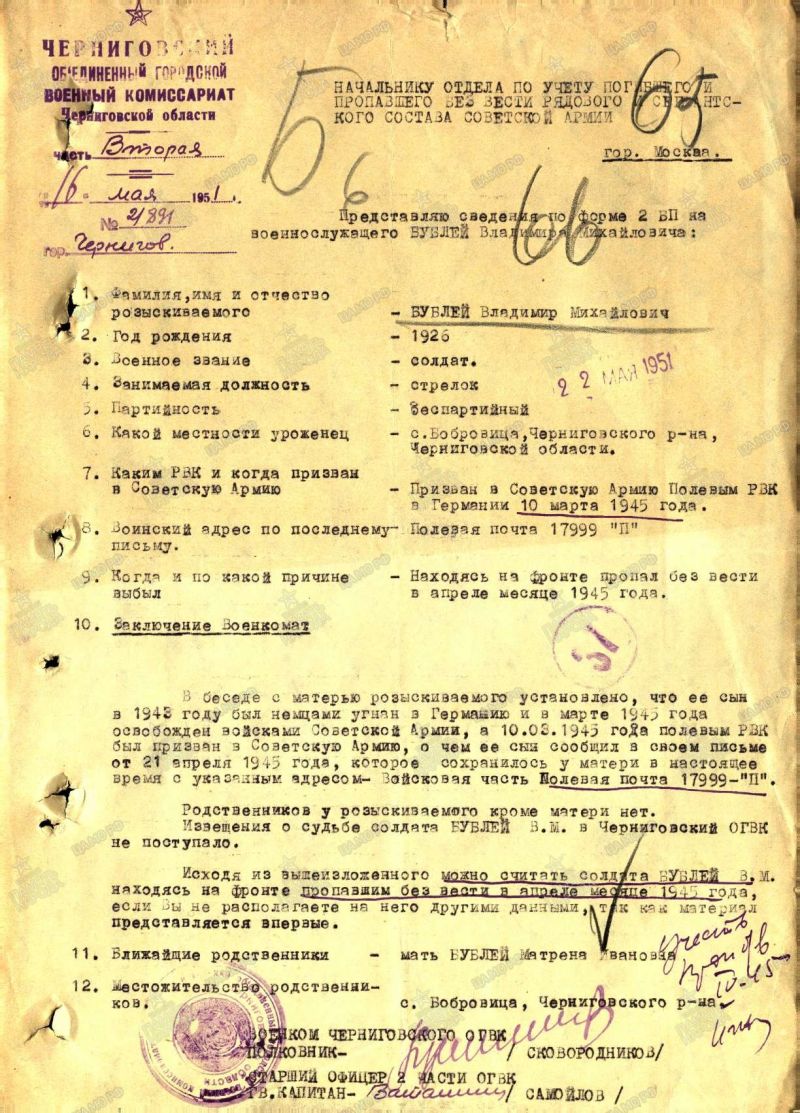 ЧЕРНИГОВСКИЙ
ОБЪЕДИНЕННЫЙ ГОРОДСКОЙ
ВОЕННЫЙ КОМИССАРИАТ
Черниговской области
часть Вторая
16 мая 1951 г.
№ 2/891
гор. Чернигов.
Б
6
65
66
НАЧАЛЬНИКУ ОТДЕЛА ПО УЧЕТУ ПОГИБШЕГО И
ПРОПАВШЕГО БЕЗ ВЕСТИ РЯДОВОГО И СЕРЖАНТС-
КОГО СОСТАВА СОВЕТСКОЙ АРМИИ
гор. Москва.
Представляю сведения по форме 2 БП на
военнослужащего БУБЛЕЙ Владимира Михайловича:
1. Фамилия,имя и отчество
розыскиваемого - БУБЛЕЙ Владимир Михайлович
2. Год рождения - 1926
3. Военное звание - солдат.
22 МАЯ 1951
4. Занимаемая должность - стрелок
5. Партийность - беспартийный
6. Какой местности уроженец - с.Бобровица,Черниговского р-на,
Черниговской области.
7. Каким РВК и когда призван - Призван в Советскую Армию Полевым РВК
в Советскую Армию в Германии 10 марта 1945 года.
8. Воинский адрес по последнему- Полевая почта 17999 "П"
письму.
9. Когда и по какой причине - Находясь на фронте пропал без вести
выбыл в апреле месяце 1945 года.
10. Заключение Военкомат
В беседе с матерью розыскиваемого установлено, что ее сын
в 1943 году был немцами угнан в Германию и в марте 1945 года
освобожден войсками Советской Армии, а 10.03.1945 года полевым РВК
был призван в Советскую Армию, о чем ее сын сообщил в своем письме
от 21 апреля 1945 года, которое сохранилось у матери в настоящее
время с указанным адресом- Войсковая часть Полевая почта 17999-"П".
Родственников у розыскиваемого кроме матери нет.
Извещения о судьбе солдата БУБЛЕЙ В.М. в Черниговский ОГВК
не поступало.
Исходя из вышеизложенного можно считать солдата БУБЛЕЙ В.М.
находясь на фронте пропавшим без вести в апреле месяце 1945 года,
если Вы не располагаете на него другими данными, так как материал
представляется впервые.
11. Ближайщие родственники - мать БУБЛЕЙ Матрена Ивановна
12. Местожительство родственни-
ков. с. Бобровица, Черниговского р-на.
IV-45
ВОЕНКОМ ЧЕРНИГОВСКОГО ОГВК
ПОЛКОВНИК- / СКОВОРОДНИКОВ/
СТАРШИЙ ОФИЦЕР 2 ЧАСТИ ОГВК
ГВ.КАПИТАН- / САМОЙЛОВ /